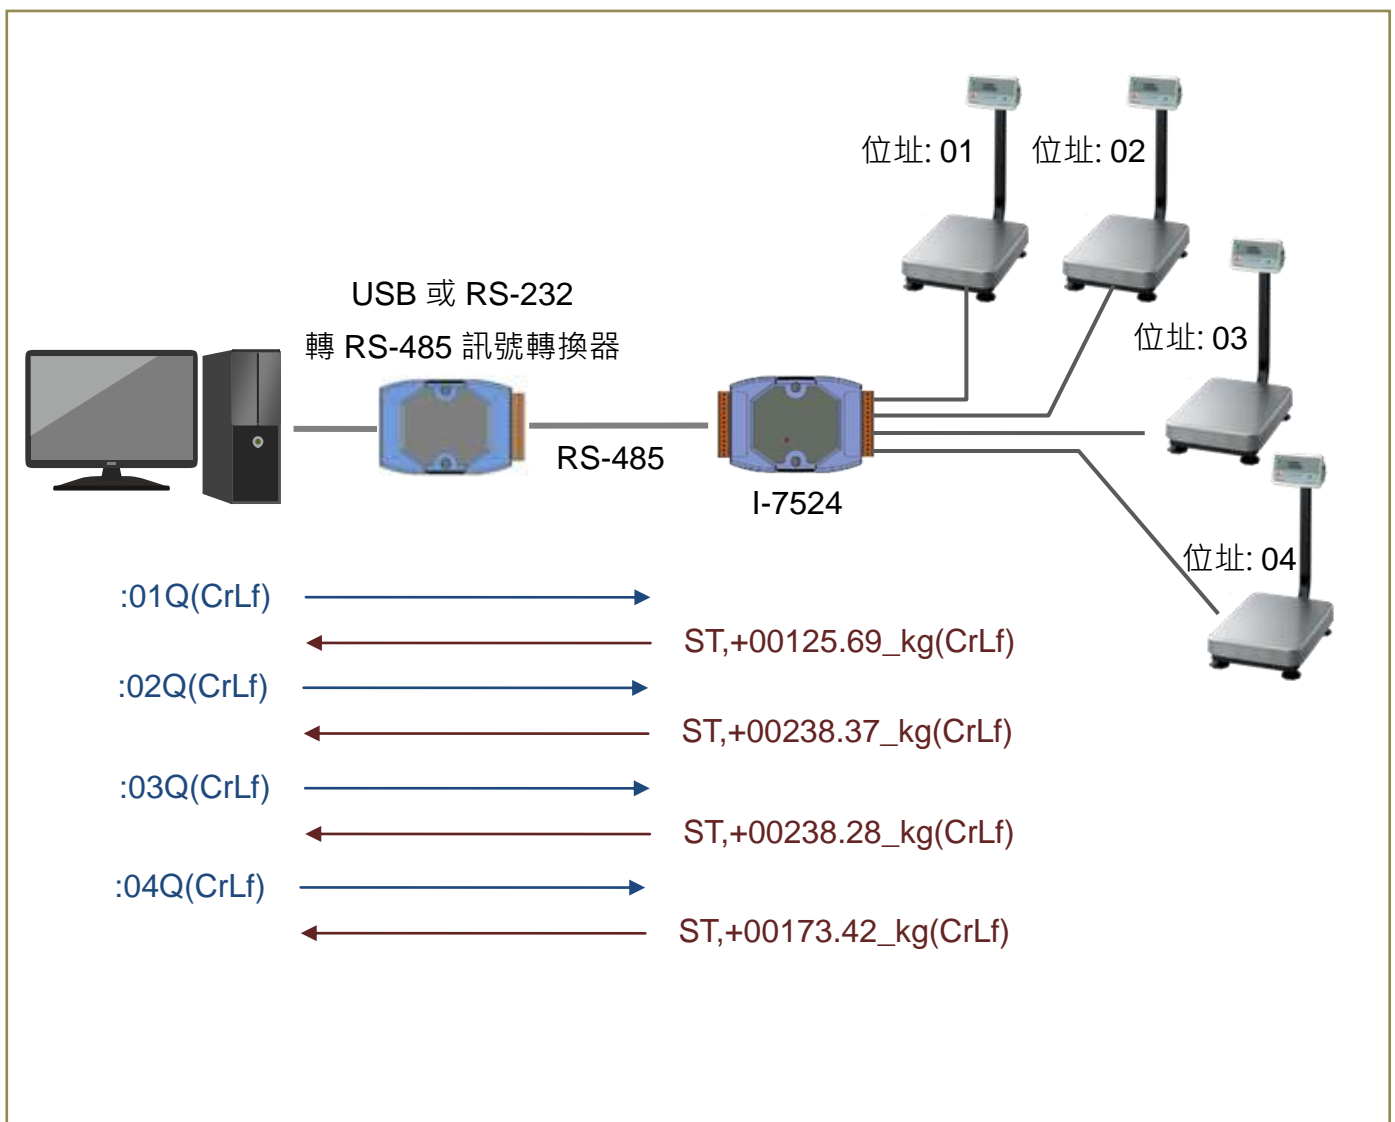 位址: 01
位址: 02
位址: 03
位址: 04
USB 或 RS-232
轉 RS-485 訊號轉換器
RS-485
I-7524
:01Q(CrLf)
ST,+00125.69_kg(CrLf)
:02Q(CrLf)
ST,+00238.37_kg(CrLf)
:03Q(CrLf)
ST,+00238.28_kg(CrLf)
:04Q(CrLf)
ST,+00173.42_kg(CrLf)